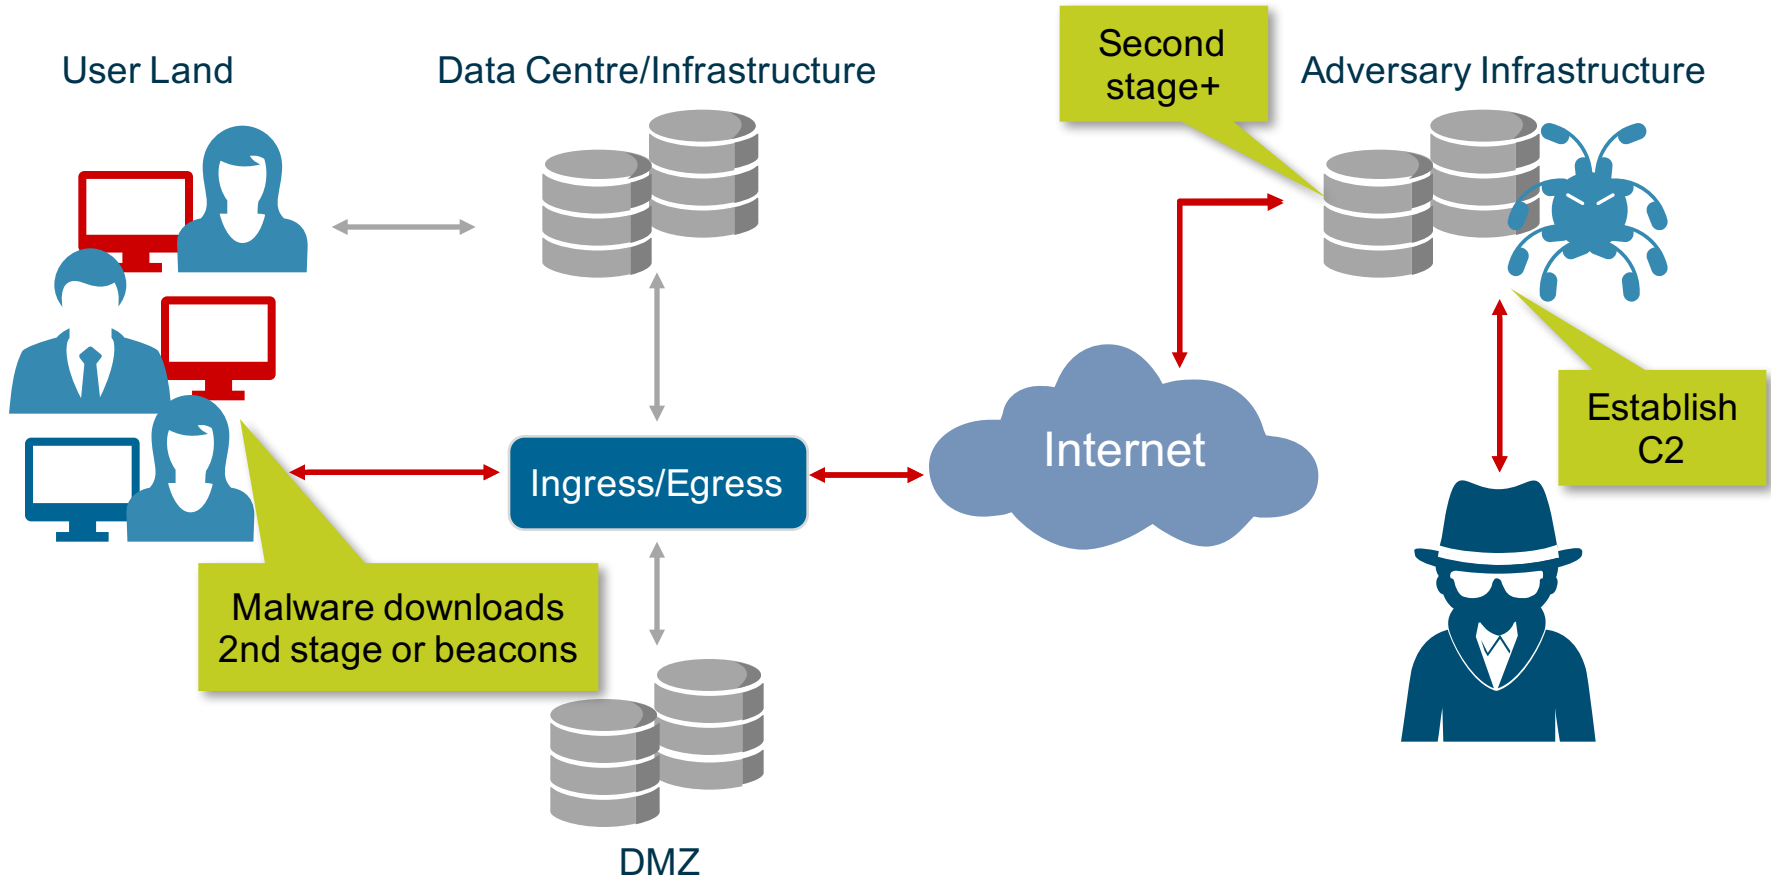 User Land
Data Centre/Infrastructure
Second
stage+
Adversary Infrastructure
Establish
C2
Internet
Ingress/Egress
Malware downloads
2nd stage or beacons
DMZ